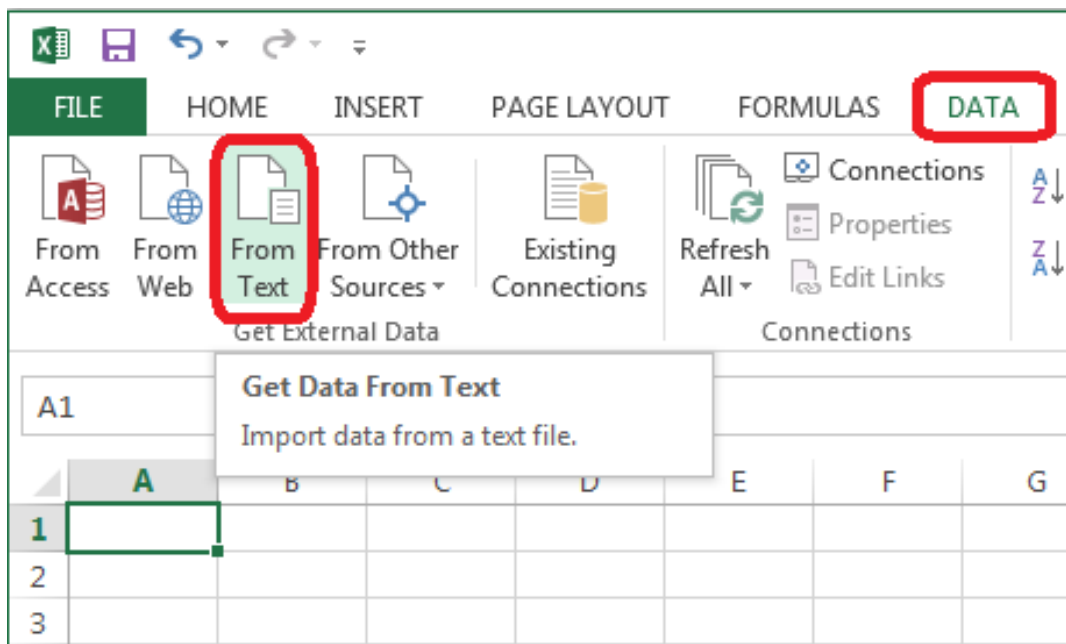 FILE HOME INSERT PAGE LAYOUT FORMULAS DATA
From Access
From Web
From Text
From Other Sources
Existing Connections
Refresh All
Connections
Properties
Edit Links
A Z
Z A
Get External Data
Connections
A1
Get Data From Text
Import data from a text file.
A B C D E F G
1
2
3